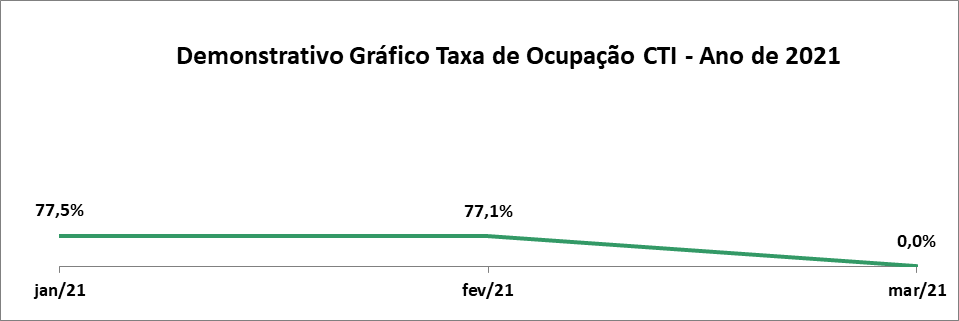 Demonstrativo Gráfico Taxa de Ocupação CTI - Ano de 2021
77,5%
77,1%
0,0%
jan/21
fev/21
mar/21